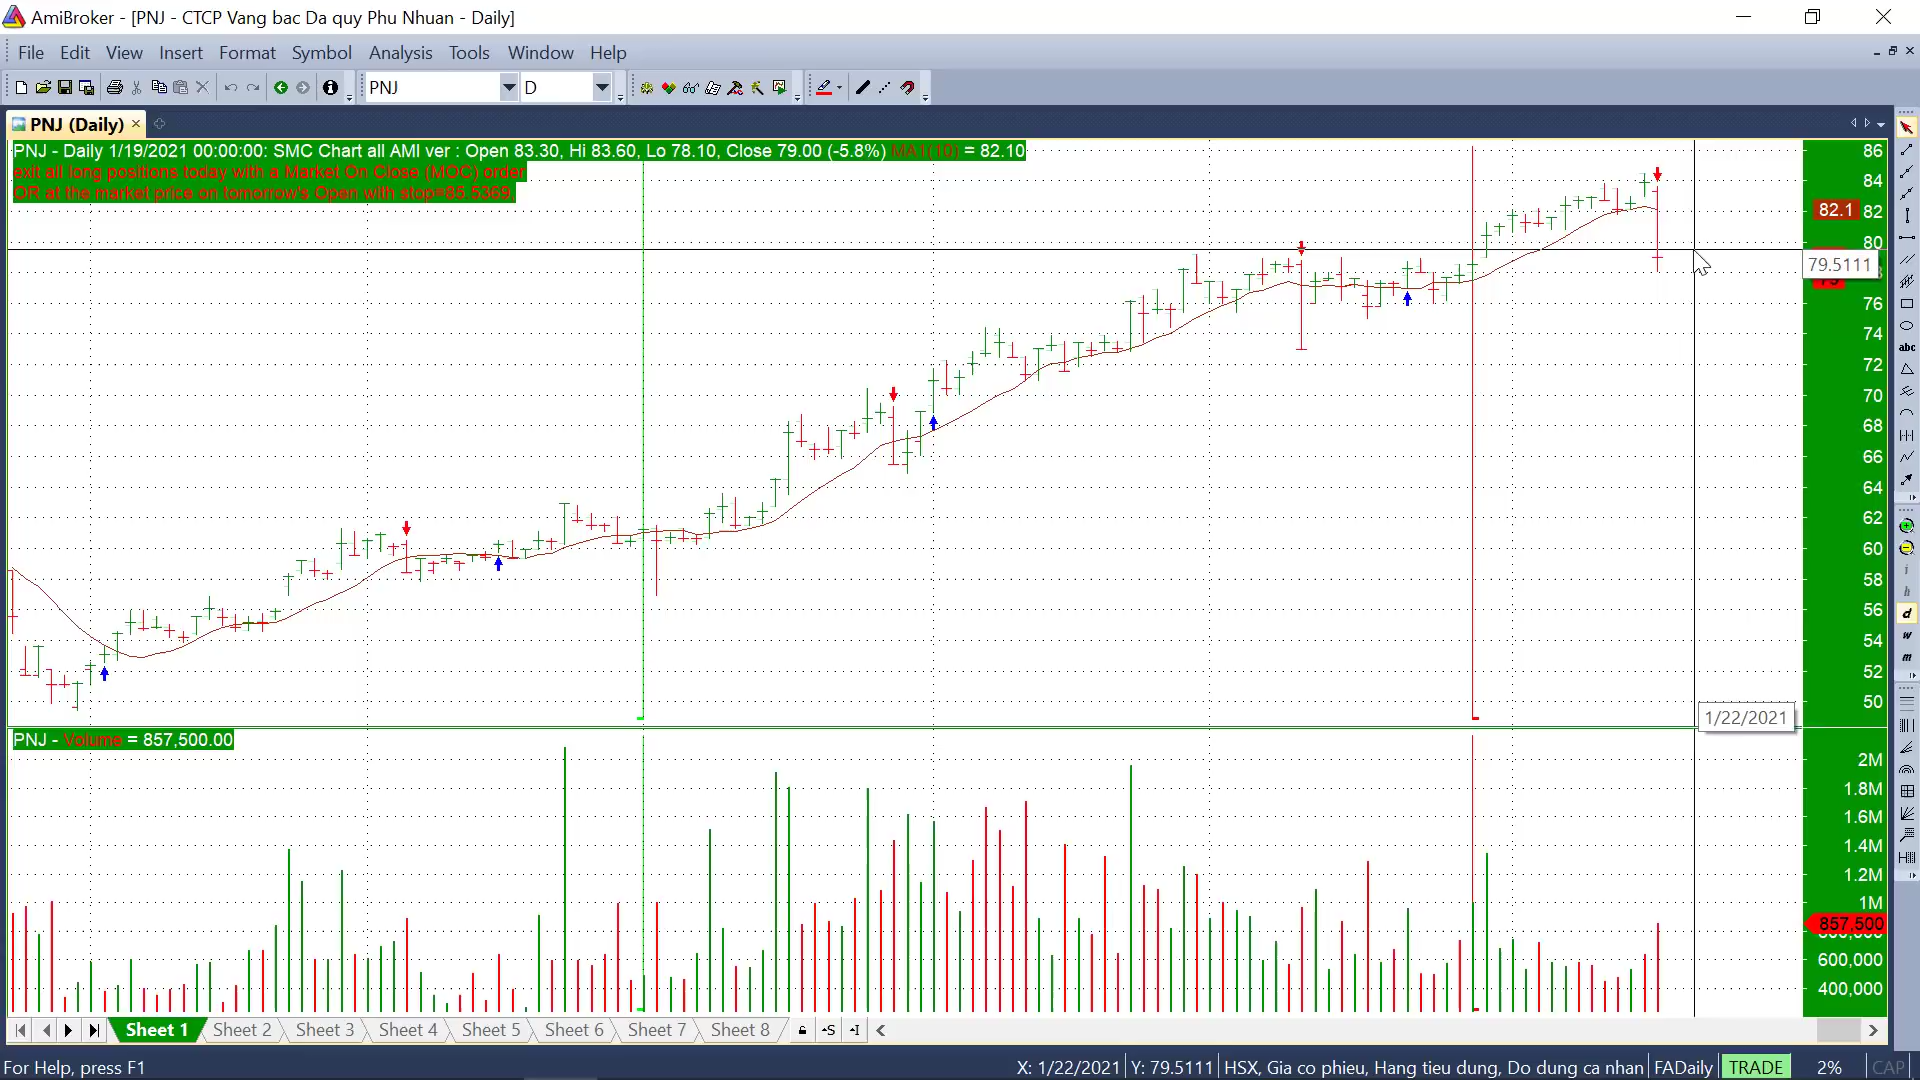 AmiBroker - [PNJ - CTCP Vang bac Da quy Phu Nhuan - Daily]
File Edit View Insert Format Symbol Analysis Tools Window Help
PNJ D
PNJ (Daily)
PNJ - Daily 1/19/2021 00:00:00: SMC Chart all AMI ver : Open 83.30, Hi 83.60, Lo 78.10, Close 79.00 (-5.8%) MA1(10) = 82.10
exit all long positions today with a Market On Close (MOC) order
OR at the market price on tomorrow's Open with stop=85.5369
86
84
82.1 82
80
79.5111
76
74
72
70
68
66
64
62
60
58
56
54
52
50
abc
d
w
m
1/22/2021
PNJ - Volume = 857,500.00
2M
1.8M
1.6M
1.4M
1.2M
1M
857,500
600,000
400,000
Sheet 1 Sheet 2 Sheet 3 Sheet 4 Sheet 5 Sheet 6 Sheet 7 Sheet 8
For Help, press F1 X: 1/22/2021 Y: 79.5111 HSX, Gia co phieu, Hang tieu dung, Do dung ca nhan FADaily TRADE 2% CAP